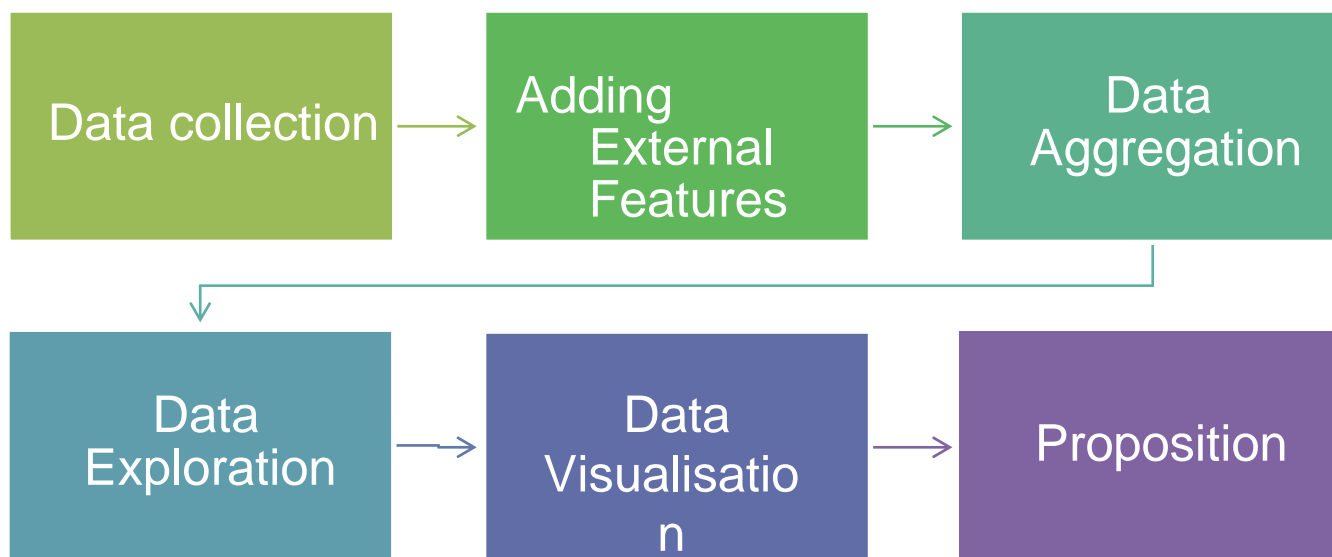 Data collection
Adding
External
Features
Data
Aggregation
Data
Exploration
Data
Visualisatio
n
Proposition